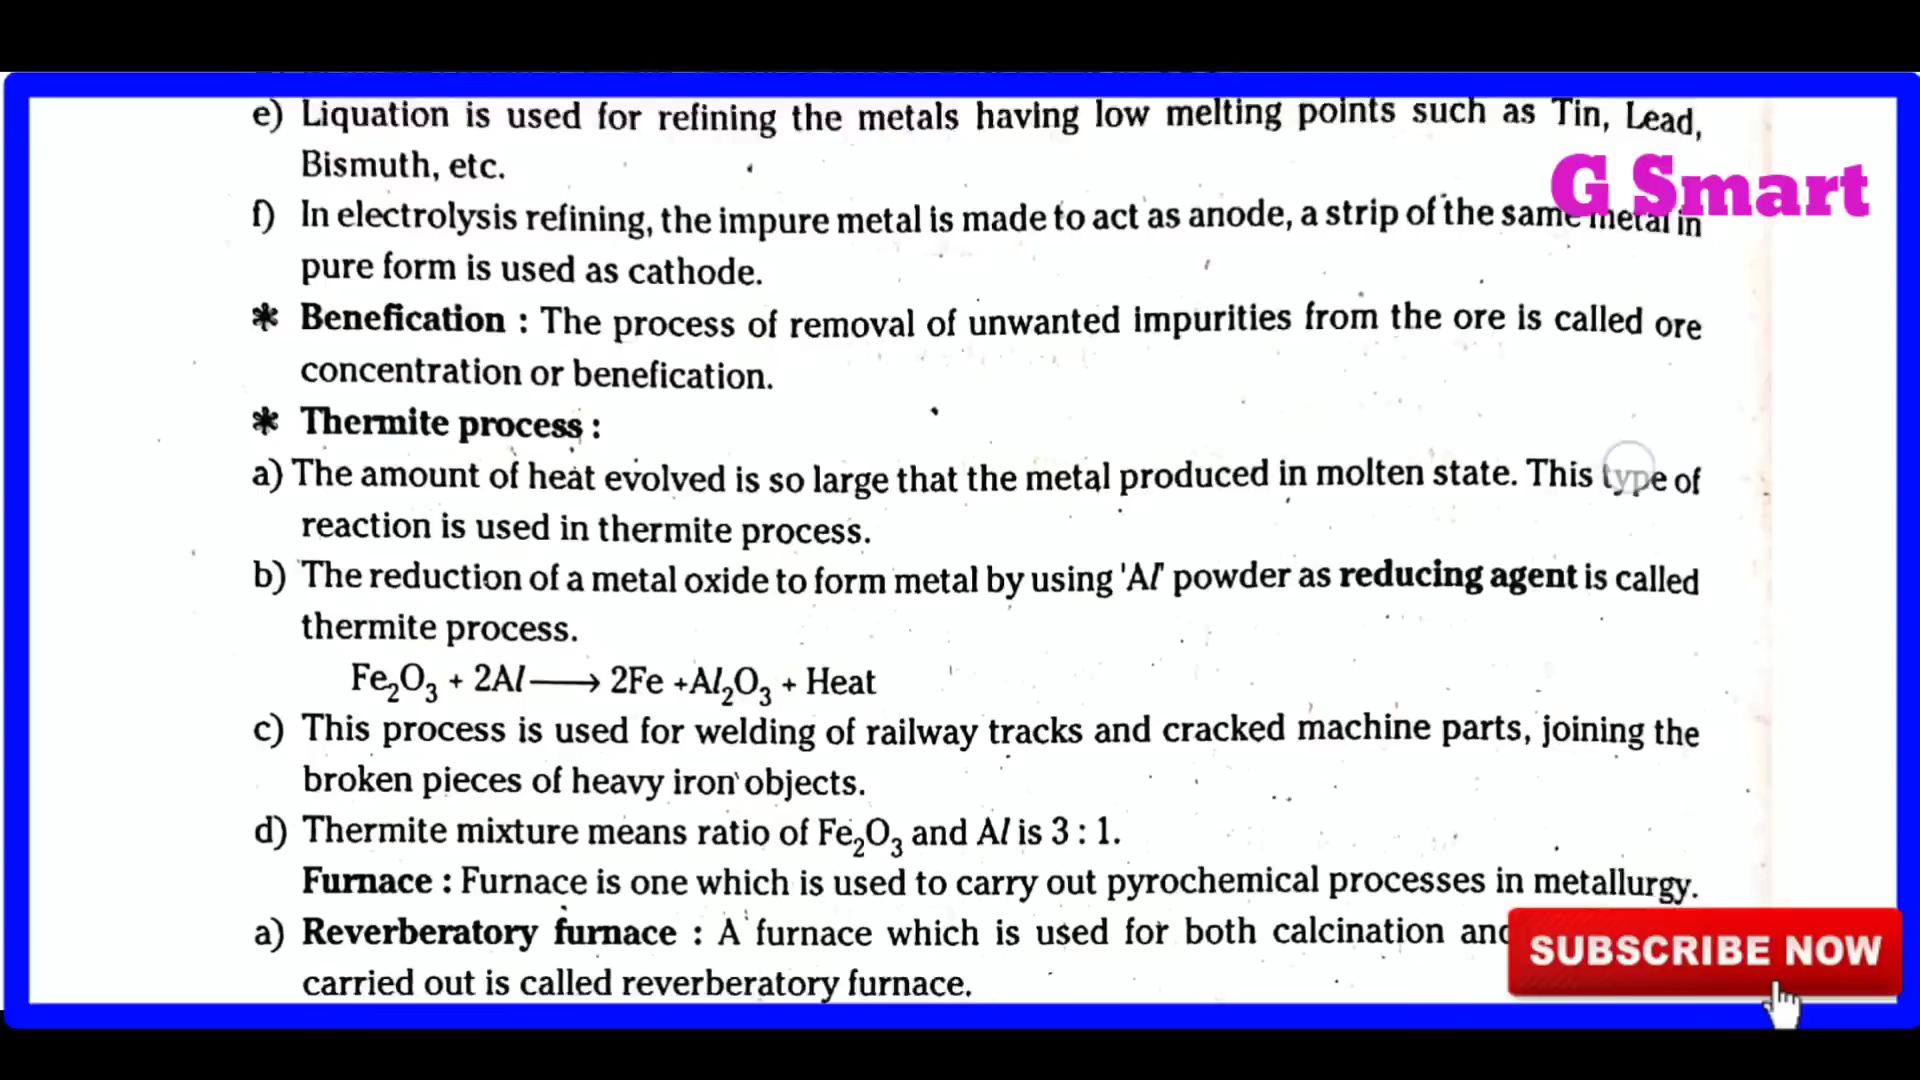 e) Liquation is used for refining the metals having low melting points such as Tin, Lead,
Bismuth, etc.
G Smart
f) In electrolysis refining, the impure metal is made to act as anode, a strip of the same metal in
pure form is used as cathode.
* Benefication : The process of removal of unwanted impurities from the ore is called ore
concentration or benefication.
* Thermite process :
a) The amount of heat evolved is so large that the metal produced in molten state. This type of
reaction is used in thermite process.
b) The reduction of a metal oxide to form metal by using 'Al' powder as reducing agent is called
thermite process.
Fe₂O₃ + 2Al ⟶ 2Fe +Al₂O₃ + Heat
c) This process is used for welding of railway tracks and cracked machine parts, joining the
broken pieces of heavy iron objects.
d) Thermite mixture means ratio of Fe₂O₃ and Al is 3 : 1.
Furnace : Furnace is one which is used to carry out pyrochemical processes in metallurgy.
a) Reverberatory furnace : A furnace which is used for both calcination
SUBSCRIBE NOW
carried out is called reverberatory furnace.